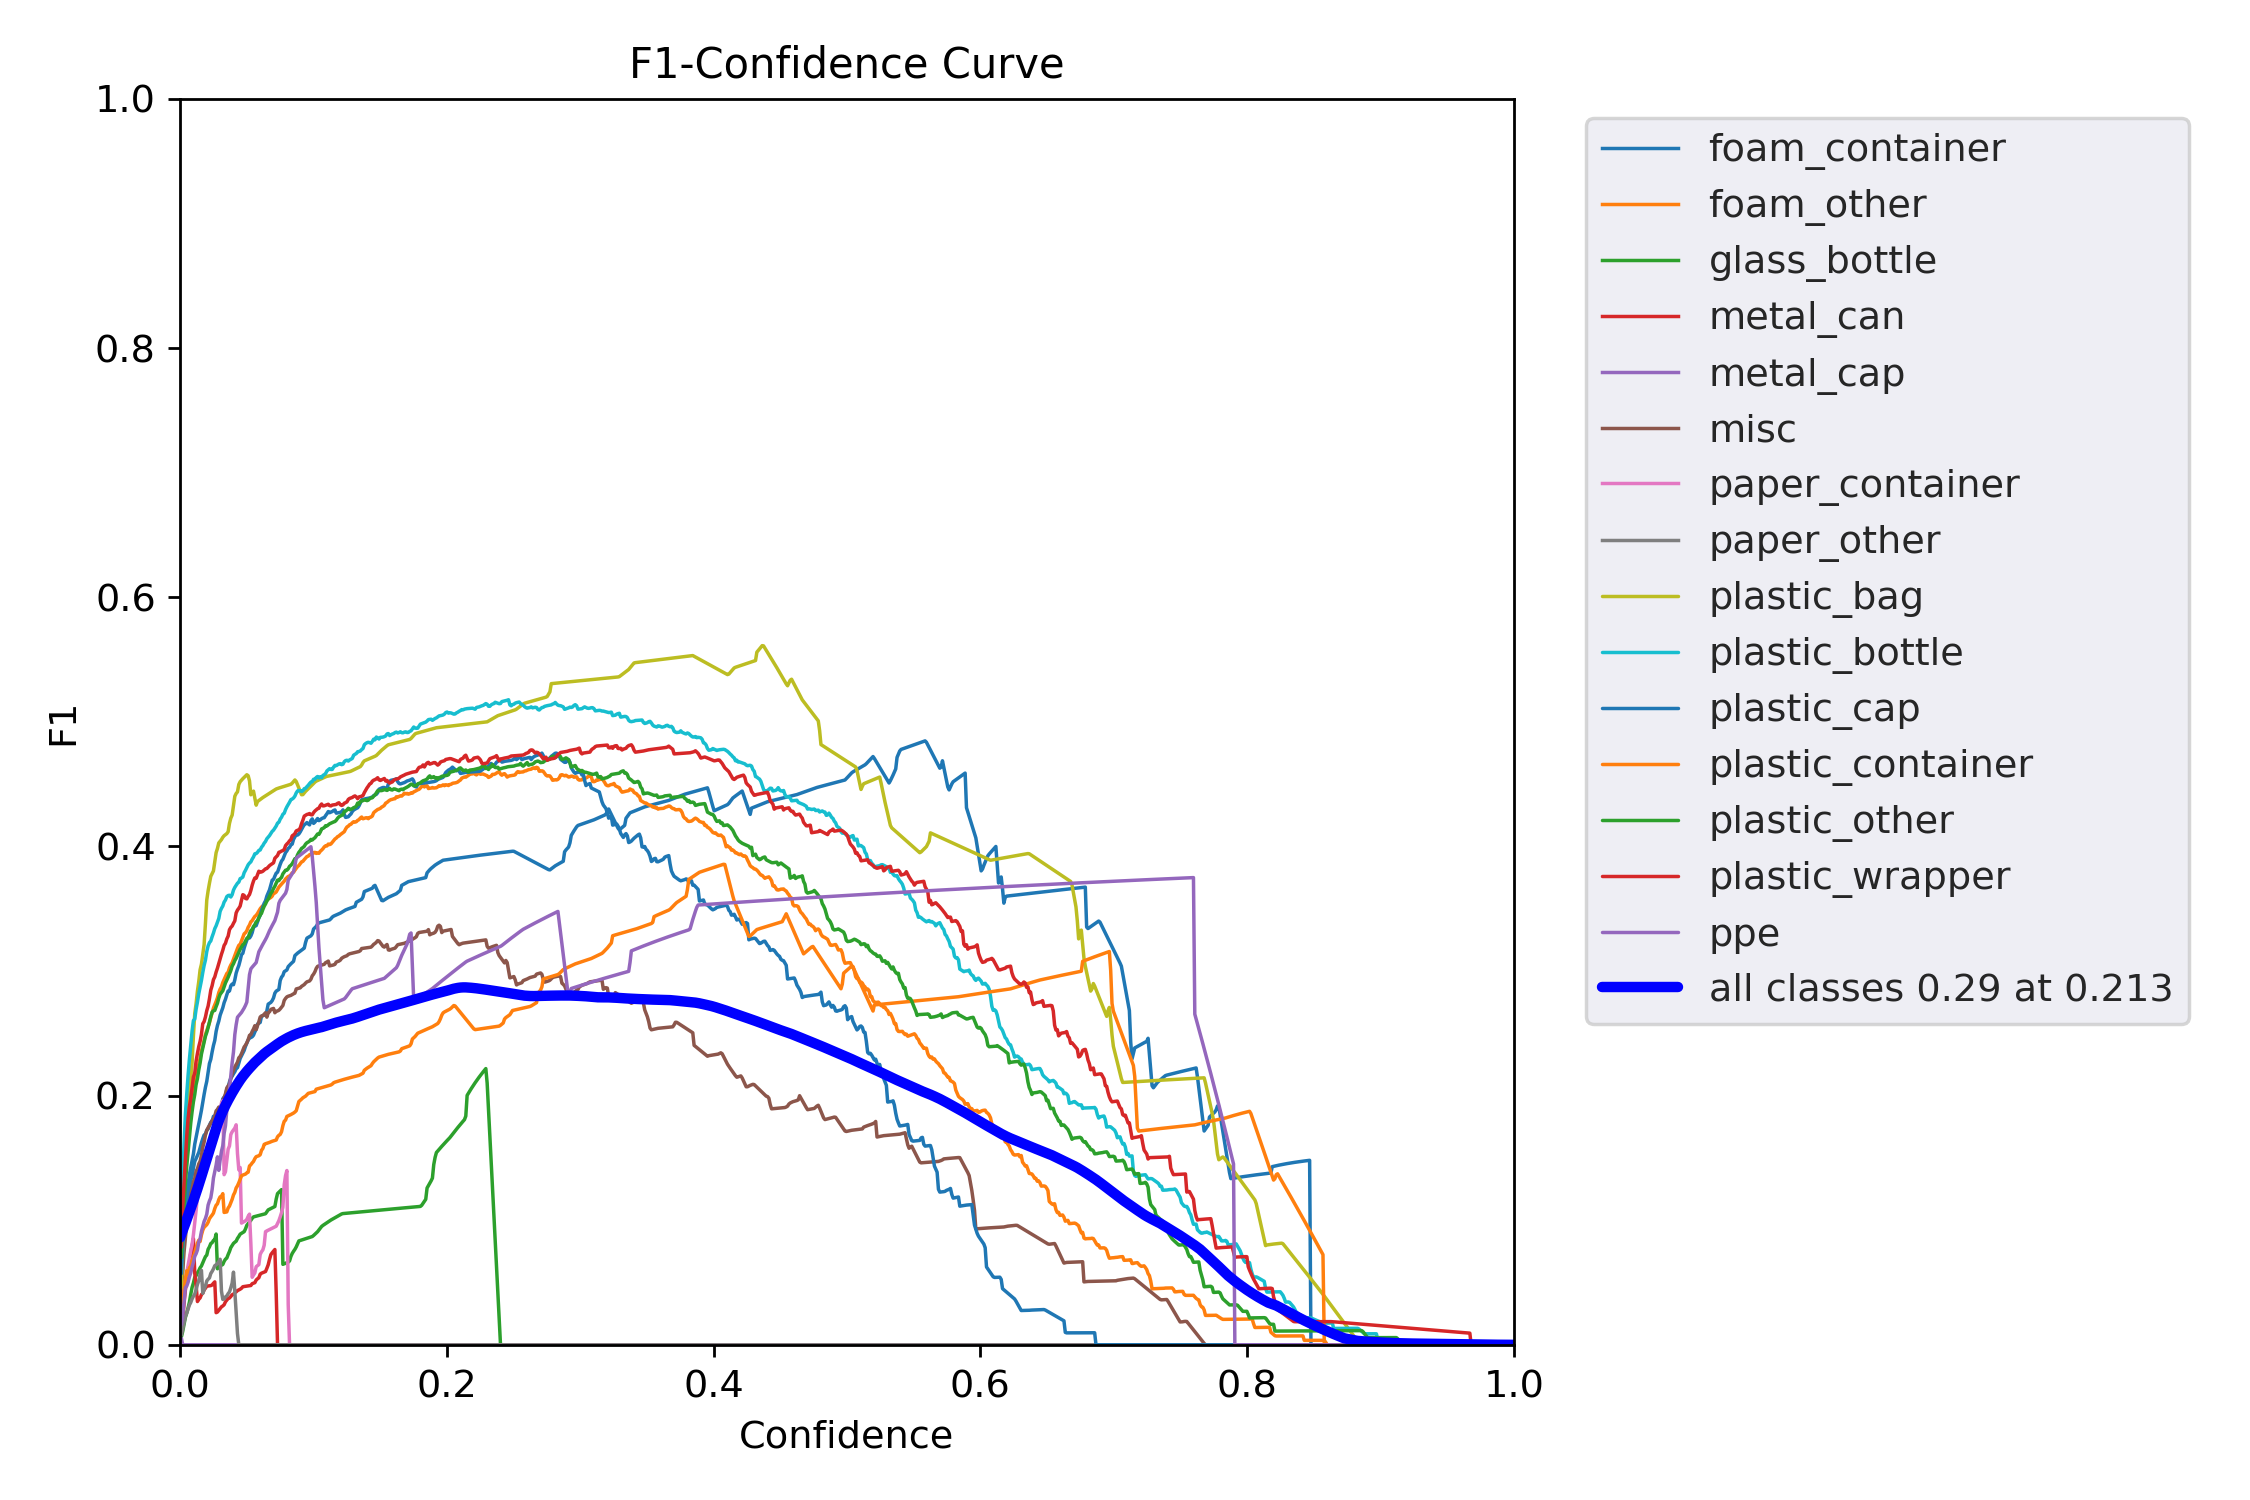 F1-Confidence Curve
1.0
0.8
0.6
0.4
0.2
0.0
F1
0.0 0.2 0.4 0.6 0.8 1.0
Confidence
foam_container
foam_other
glass_bottle
metal_can
metal_cap
misc
paper_container
paper_other
plastic_bag
plastic_bottle
plastic_cap
plastic_container
plastic_other
plastic_wrapper
ppe
all classes 0.29 at 0.213